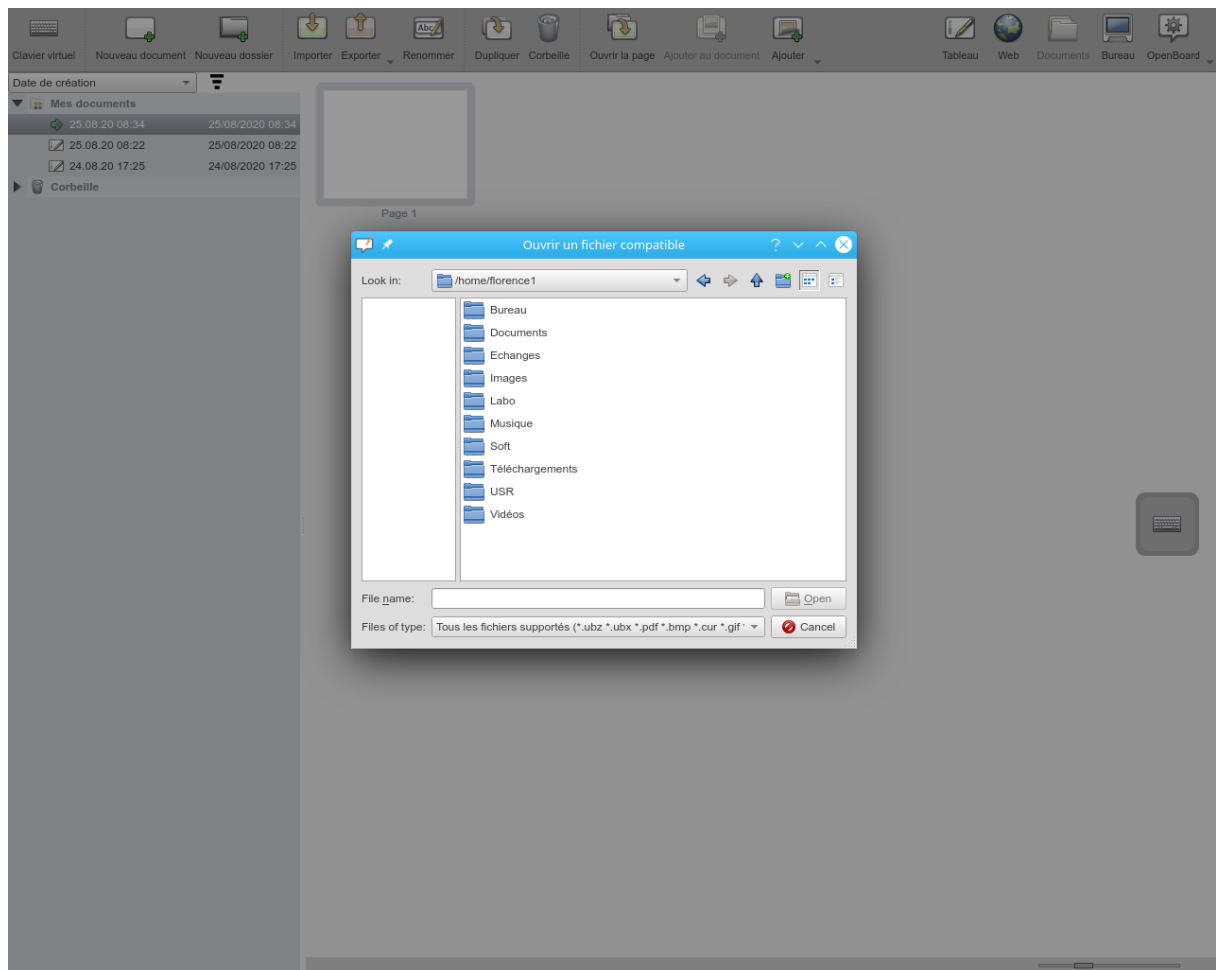 Clavier virtuel Nouveau document Nouveau dossier Importer Exporter Abc Renommer Dupliquer Corbeille Ouvrir la page Ajouter au document Ajouter Tableau Web Documents Bureau OpenBoard
Date de création
Mes documents
25.08.20 08:34 25/08/2020 08:34
25.08.20 08:22 25/08/2020 08:22
24.08.20 17:25 24/08/2020 17:25
Corbeille
Page 1
Ouvrir un fichier compatible ?
Look in: /home/florence1
Bureau
Documents
Echanges
Images
Labo
Musique
Soft
Téléchargements
USR
Vidéos
File name: Open
Files of type: Tous les fichiers supportés (*.ubz *.ubx *.pdf *.bmp *.cur *.gif Cancel